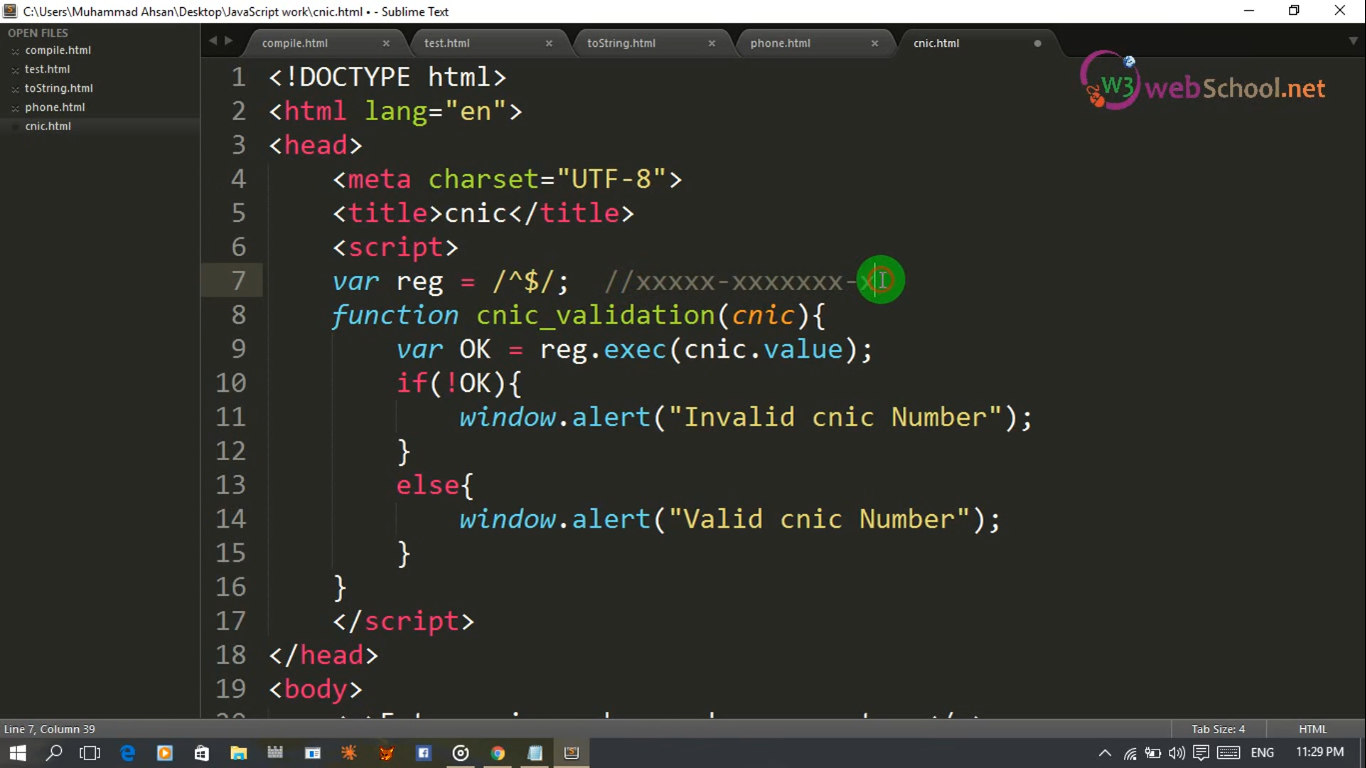 C:\Users\Muhammad Ahsan\Desktop\JavaScript work\cnic.html • - Sublime Text
OPEN FILES
compile.html
test.html
toString.html
phone.html
cnic.html
compile.html
test.html
toString.html
phone.html
cnic.html
W3 webSchool.net
1 <!DOCTYPE html>
2 <html lang="en">
3 <head>
4 <meta charset="UTF-8">
5 <title>cnic</title>
6 <script>
7 var reg = /^$/; //xxxxx-xxxxxxx-x
8 function cnic_validation(cnic){
9 var OK = reg.exec(cnic.value);
10 if(!OK){
11 window.alert("Invalid cnic Number");
12 }
13 else{
14 window.alert("Valid cnic Number");
15 }
16 }
17 </script>
18 </head>
19 <body>
Line 7, Column 39
Tab Size: 4
HTML
ENG
11:29 PM